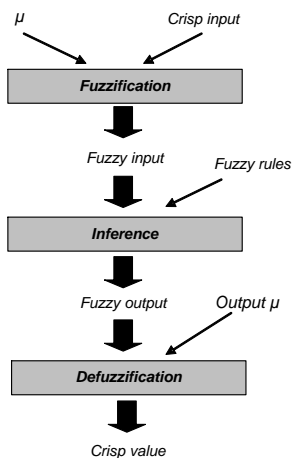 μ
Crisp input
Fuzzification
Fuzzy input
Fuzzy rules
Inference
Fuzzy output
Output μ
Defuzzification
Crisp value